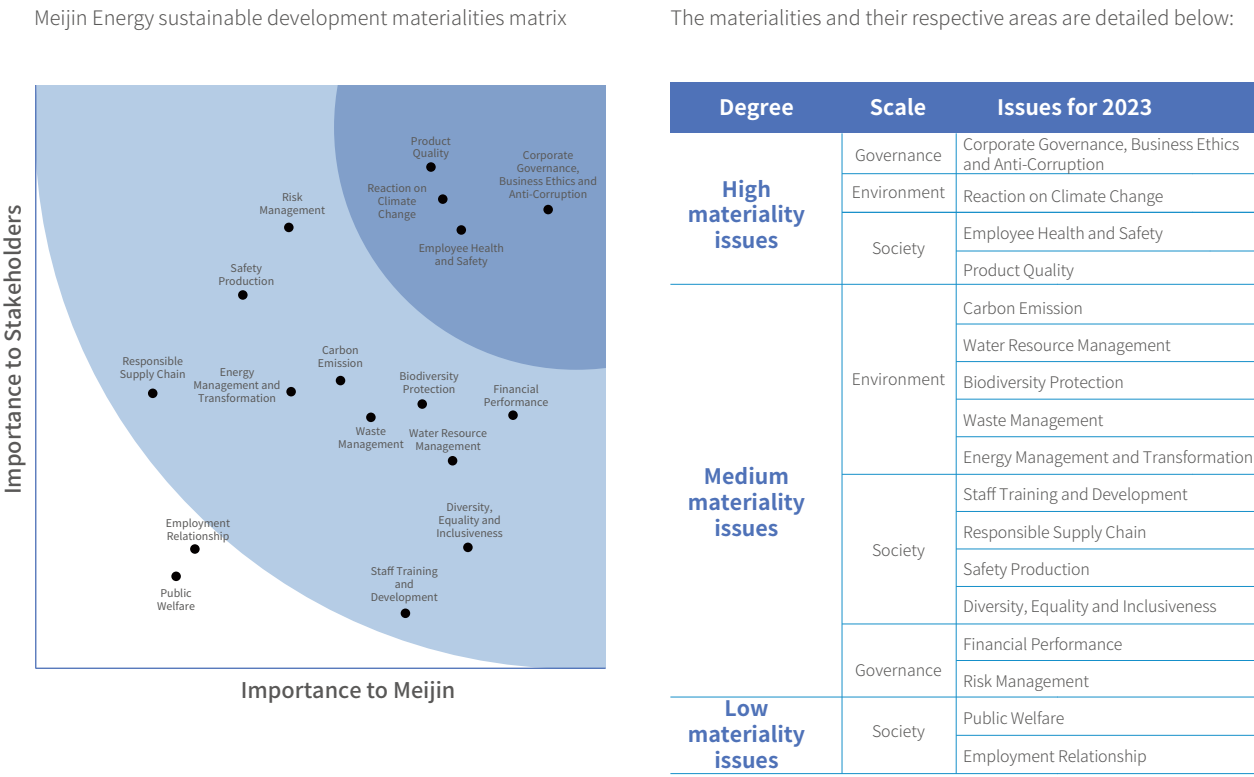 Meijin Energy sustainable development materialities matrix
Importance to Stakeholders
Product
Quality
Corporate
Governance,
Business Ethics and
Anti-Corruption
Reaction on
Climate
Change
Risk
Management
Employee Health
and Safety
Safety
Production
Carbon
Emission
Responsible
Supply Chain
Energy
Management and
Transformation
Biodiversity
Protection
Financial
Performance
Waste
Management
Water Resource
Management
Diversity,
Equality and
Inclusiveness
Employment
Relationship
Staff Training
and
Development
Public
Welfare
Importance to Meijin
The materialities and their respective areas are detailed below:
Degree Scale Issues for 2023
High
materiality
issues
Governance
Corporate Governance, Business Ethics
and Anti-Corruption
Environment
Reaction on Climate Change
Society
Employee Health and Safety
Product Quality
Medium
materiality
issues
Environment
Carbon Emission
Water Resource Management
Biodiversity Protection
Waste Management
Energy Management and Transformation
Society
Staff Training and Development
Responsible Supply Chain
Safety Production
Diversity, Equality and Inclusiveness
Governance
Financial Performance
Risk Management
Low
materiality
issues
Society
Public Welfare
Employment Relationship